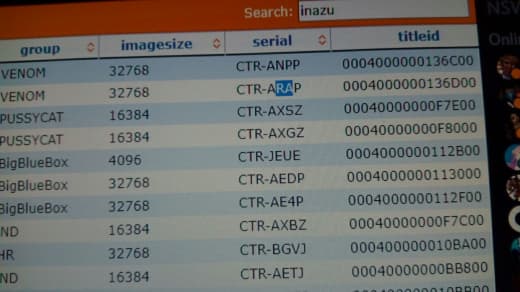 Search: inazu
NSW
group imagesize serial titleid
Onlin
VENOM 32768 CTR-ANPP 0004000000136C00
VENOM 32768 CTR-ARAP 0004000000136D00
PUSSYCAT 16384 CTR-AXSZ 00040000000F7E00
PUSSYCAT 16384 CTR-AXGZ 00040000000F8000
BigBlueBox 4096 CTR-JEUE 0004000000112B00
BigBlueBox 32768 CTR-AEDP 0004000000113000
BigBlueBox 32768 CTR-AE4P 0004000000112F00
ND 16384 CTR-AXBZ 00040000000F7C00
HR 32768 CTR-BGVJ 000400000010BA00
ND 16384 CTR-AETJ 00040000000BB800